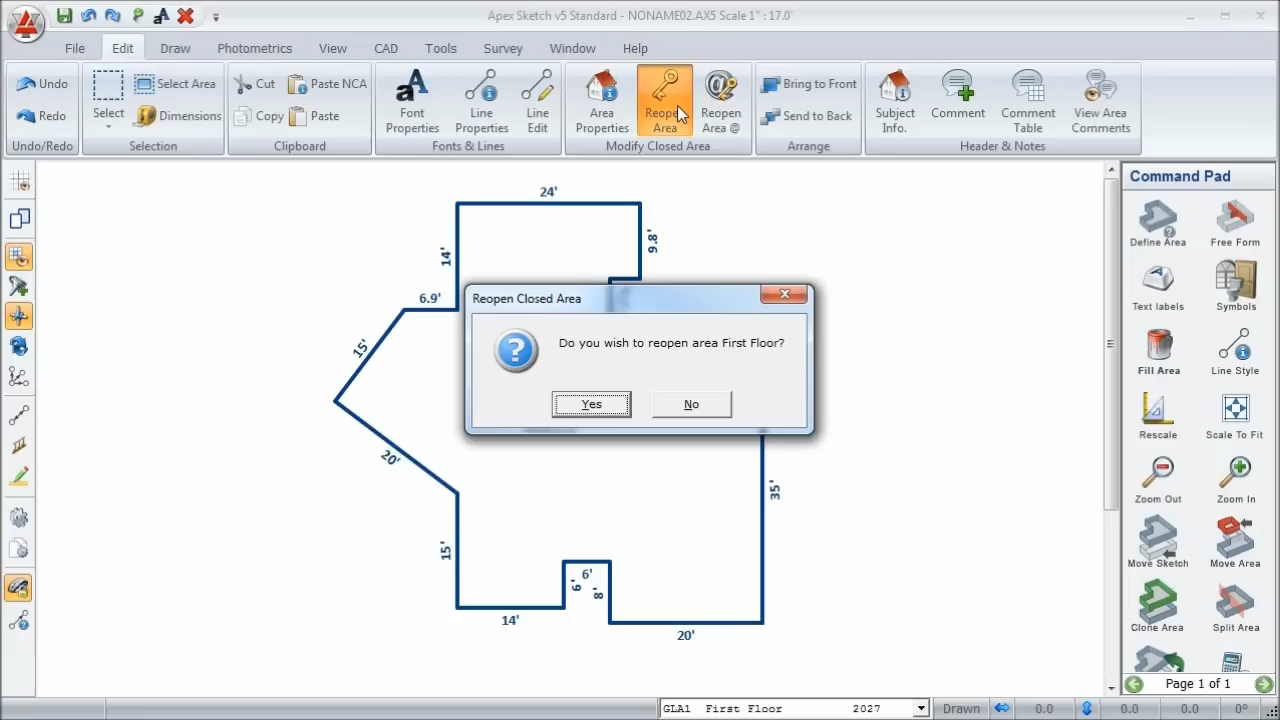 Apex Sketch v5 Standard - NONAME02.AX5 Scale 1" : 17.0'
File Edit Draw Photometrics View CAD Tools Survey Window Help
Undo
Redo
Undo/Redo
Select
Select Area
Dimensions
Selection
Cut
Copy
Paste NCA
Paste
Clipboard
Font Properties
Line Properties
Line Edit
Fonts & Lines
Area Properties
Reopen Area
Reopen Area @
Modify Closed Area
Bring to Front
Send to Back
Arrange
Subject Info.
Comment
Comment Table
View Area Comments
Header & Notes
24'
14'
9.8'
6.9'
15'
20'
15'
14'
6'
6'
8'
20'
35'
Reopen Closed Area
Do you wish to reopen area First Floor?
Yes
No
Command Pad
Define Area
Free Form
Text labels
Symbols
Fill Area
Line Style
Rescale
Scale To Fit
Zoom Out
Zoom In
Move Sketch
Move Area
Clone Area
Split Area
Page 1 of 1
GLA1 First Floor 2027
Drawn
0.0
0.0
0.0
0°